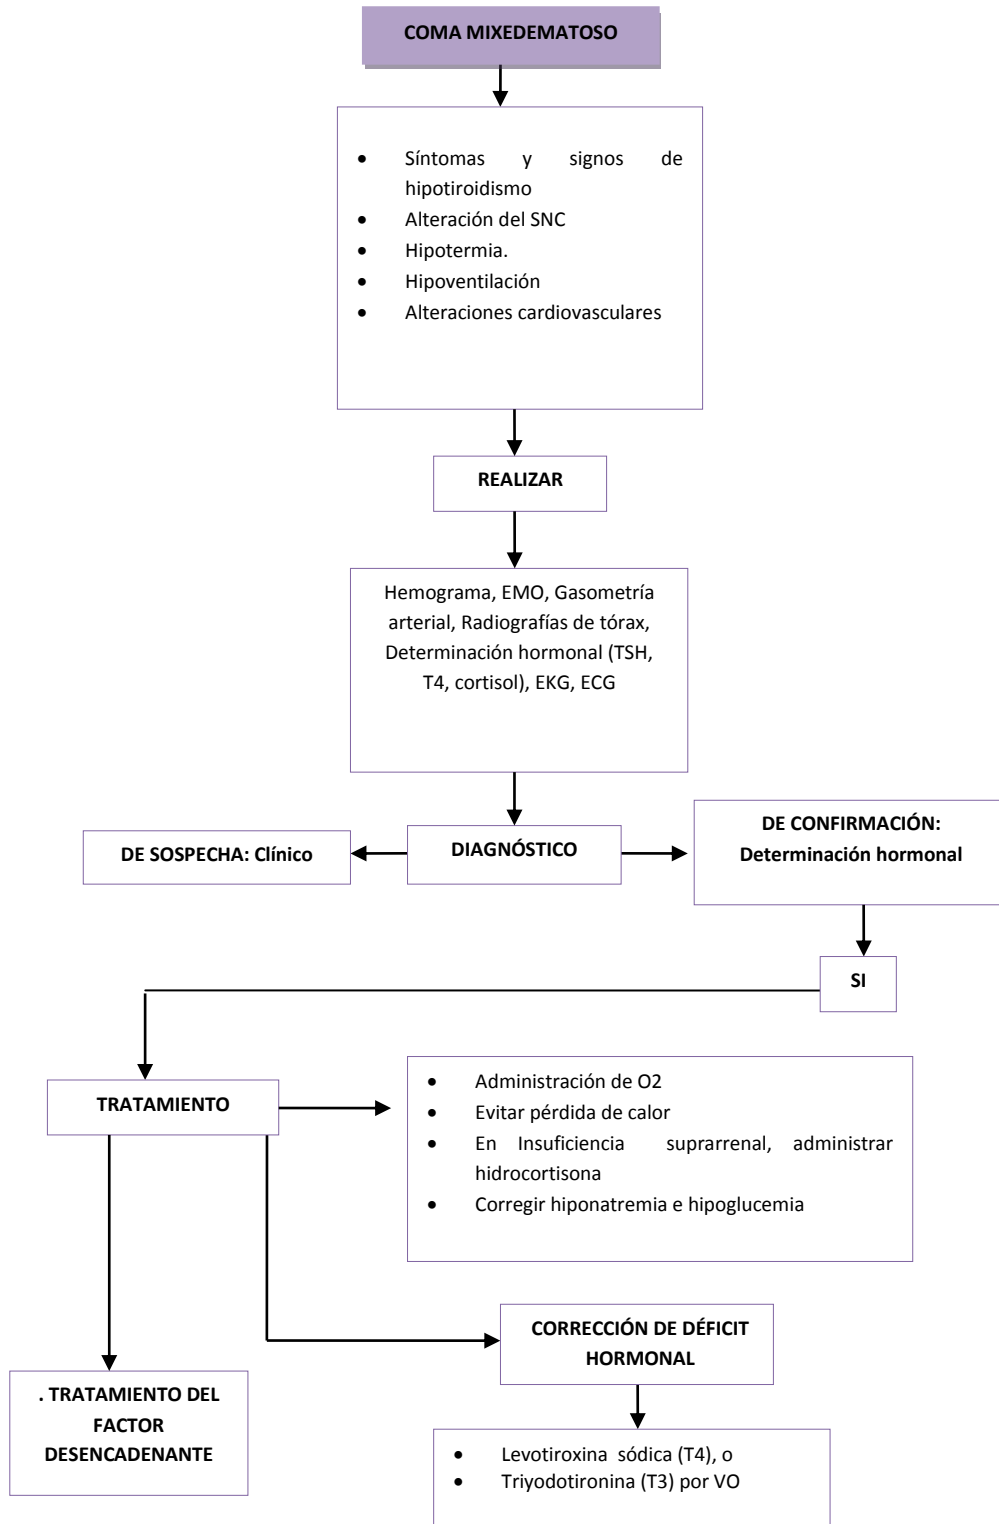 COMA MIXEDEMATOSO
• Síntomas y signos de
hipotiroidismo
• Alteración del SNC
• Hipotermia.
• Hipoventilación
• Alteraciones cardiovasculares
REALIZAR
Hemograma, EMO, Gasometría
arterial, Radiografías de tórax,
Determinación hormonal (TSH,
T4, cortisol), EKG, ECG
DE SOSPECHA: Clínico
DIAGNÓSTICO
DE CONFIRMACIÓN:
Determinación hormonal
SI
TRATAMIENTO
• Administración de O2
• Evitar pérdida de calor
• En Insuficiencia suprarrenal, administrar
hidrocortisona
• Corregir hiponatremia e hipoglucemia
CORRECCIÓN DE DÉFICIT
HORMONAL
. TRATAMIENTO DEL
FACTOR
DESENCADENANTE
• Levotiroxina sódica (T4), o
• Triyodotironina (T3) por VO